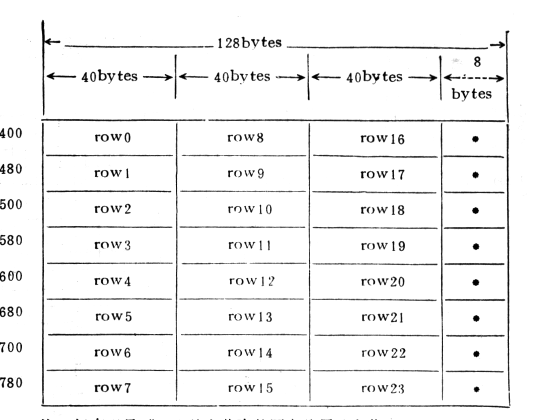 128bytes
40bytes 40bytes 40bytes 8
bytes
400 row0 row8 row16 •
480 row1 row9 row17 •
500 row2 row10 row18 •
580 row3 row11 row19 •
600 row4 row12 row20 •
680 row5 row13 row21 •
700 row6 row14 row22 •
780 row7 row15 row23 •